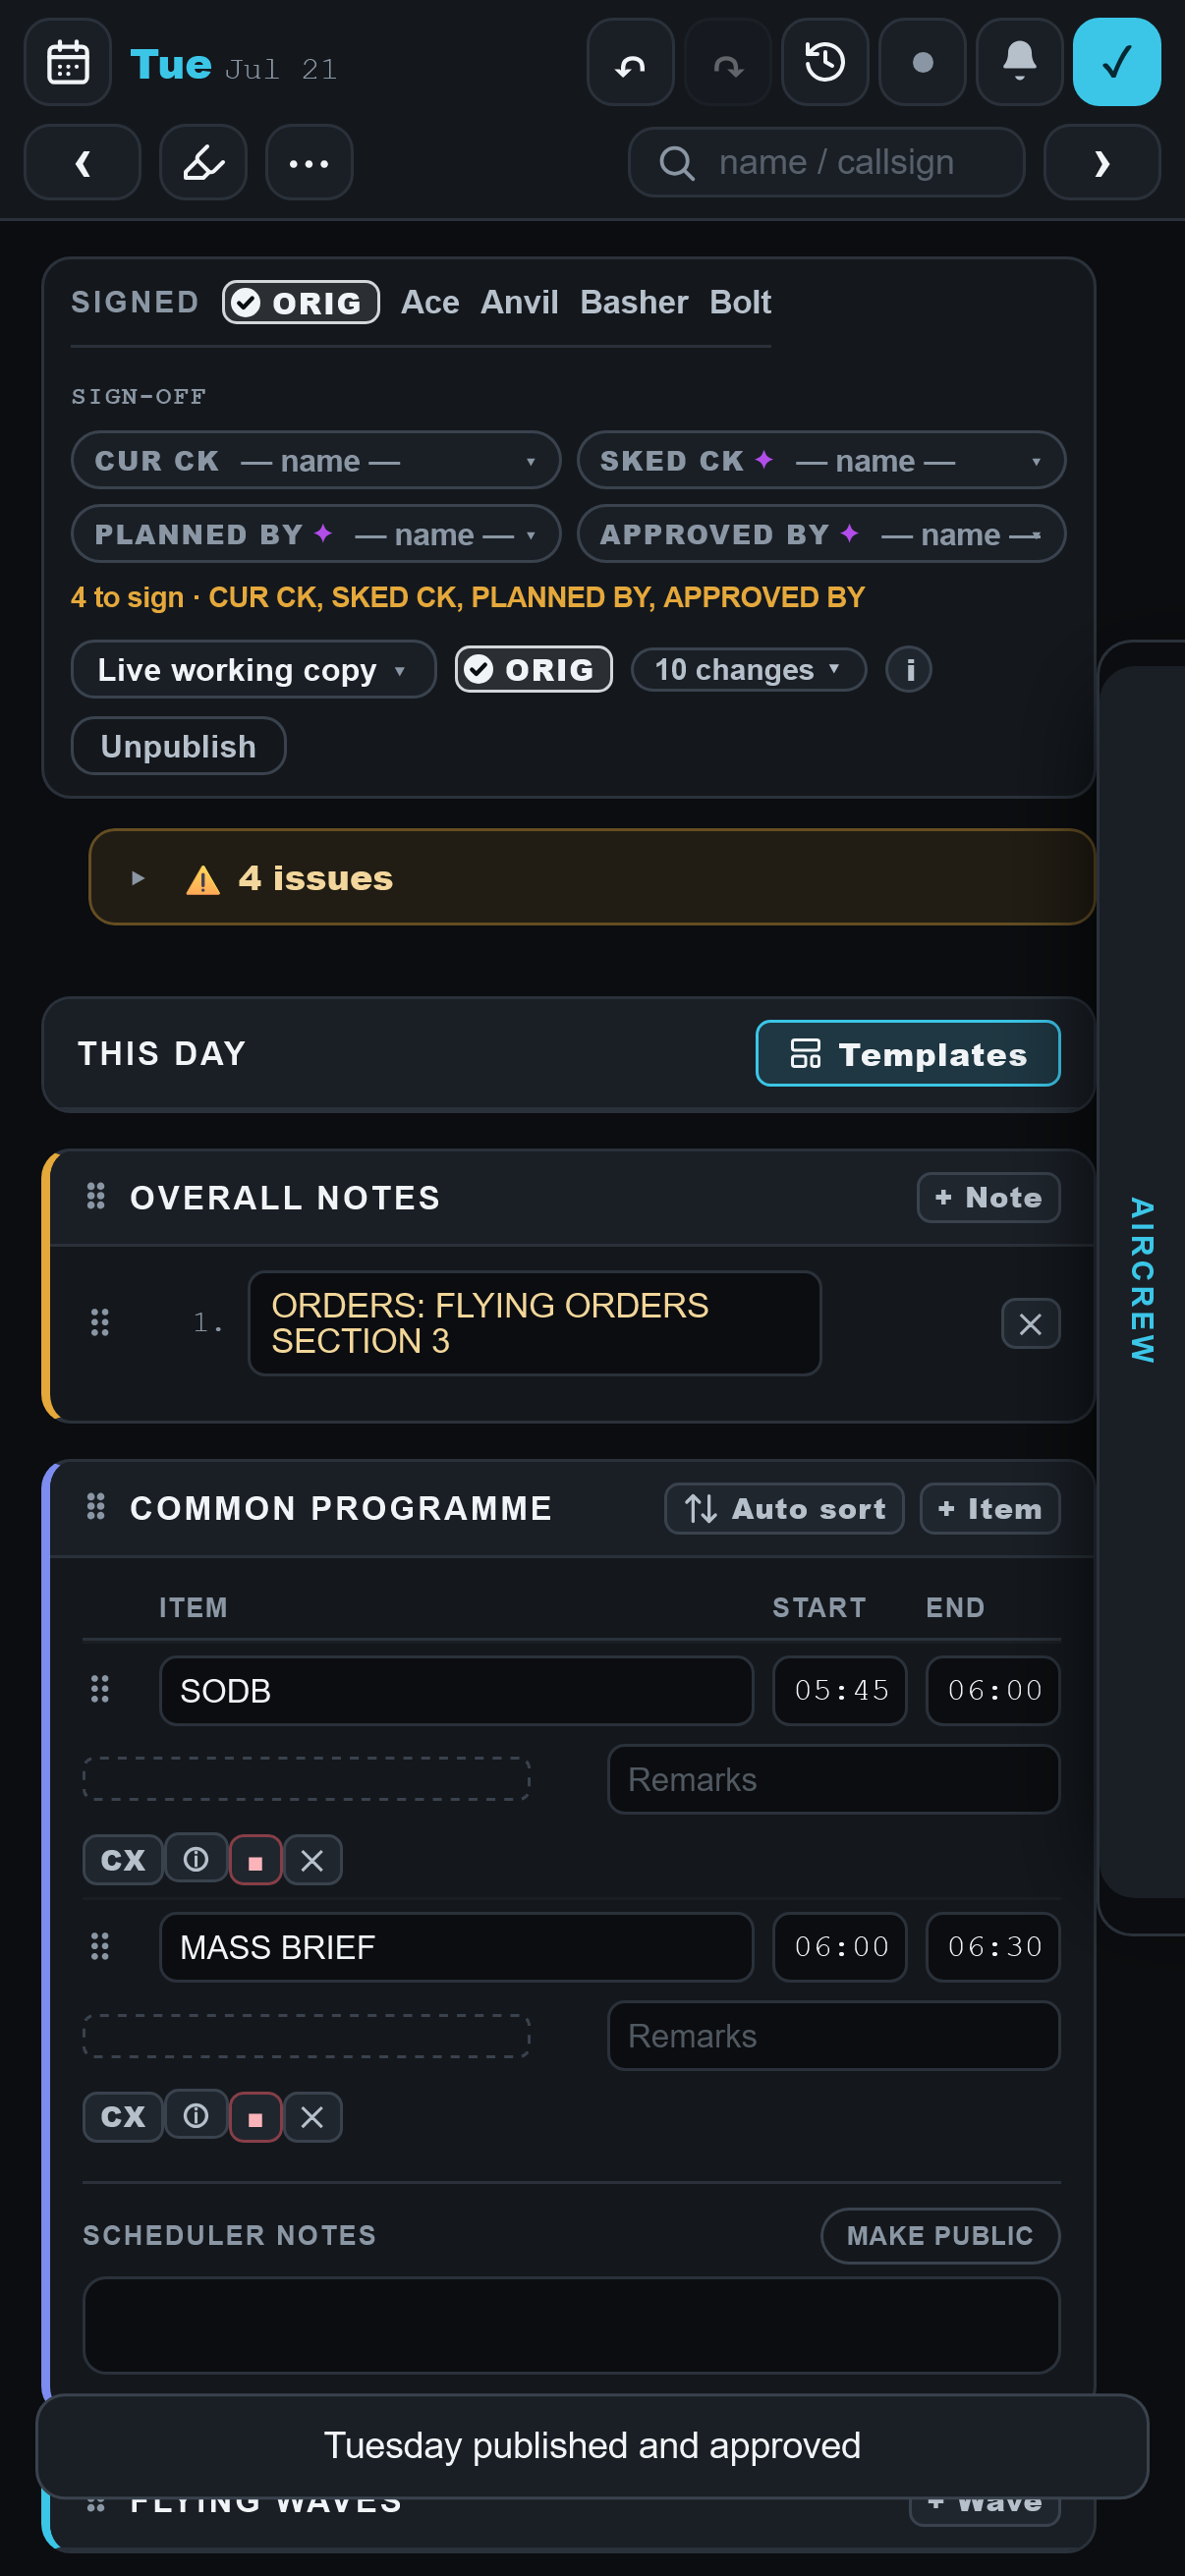 Tue Jul 21
name / callsign
SIGNED ORIG Ace Anvil Basher Bolt
SIGN-OFF
CUR CK — name —
SKED CK — name —
PLANNED BY — name —
APPROVED BY — name —
4 to sign · CUR CK, SKED CK, PLANNED BY, APPROVED BY
Live working copy ORIG 10 changes i
Unpublish
4 issues
THIS DAY Templates
AIRCREW
OVERALL NOTES + Note
1. ORDERS: FLYING ORDERS
SECTION 3
COMMON PROGRAMME Auto sort + Item
ITEM START END
SODB 05:45 06:00
Remarks
CX
MASS BRIEF 06:00 06:30
Remarks
CX
SCHEDULER NOTES MAKE PUBLIC
Tuesday published and approved
FLYING WAVES + Wave